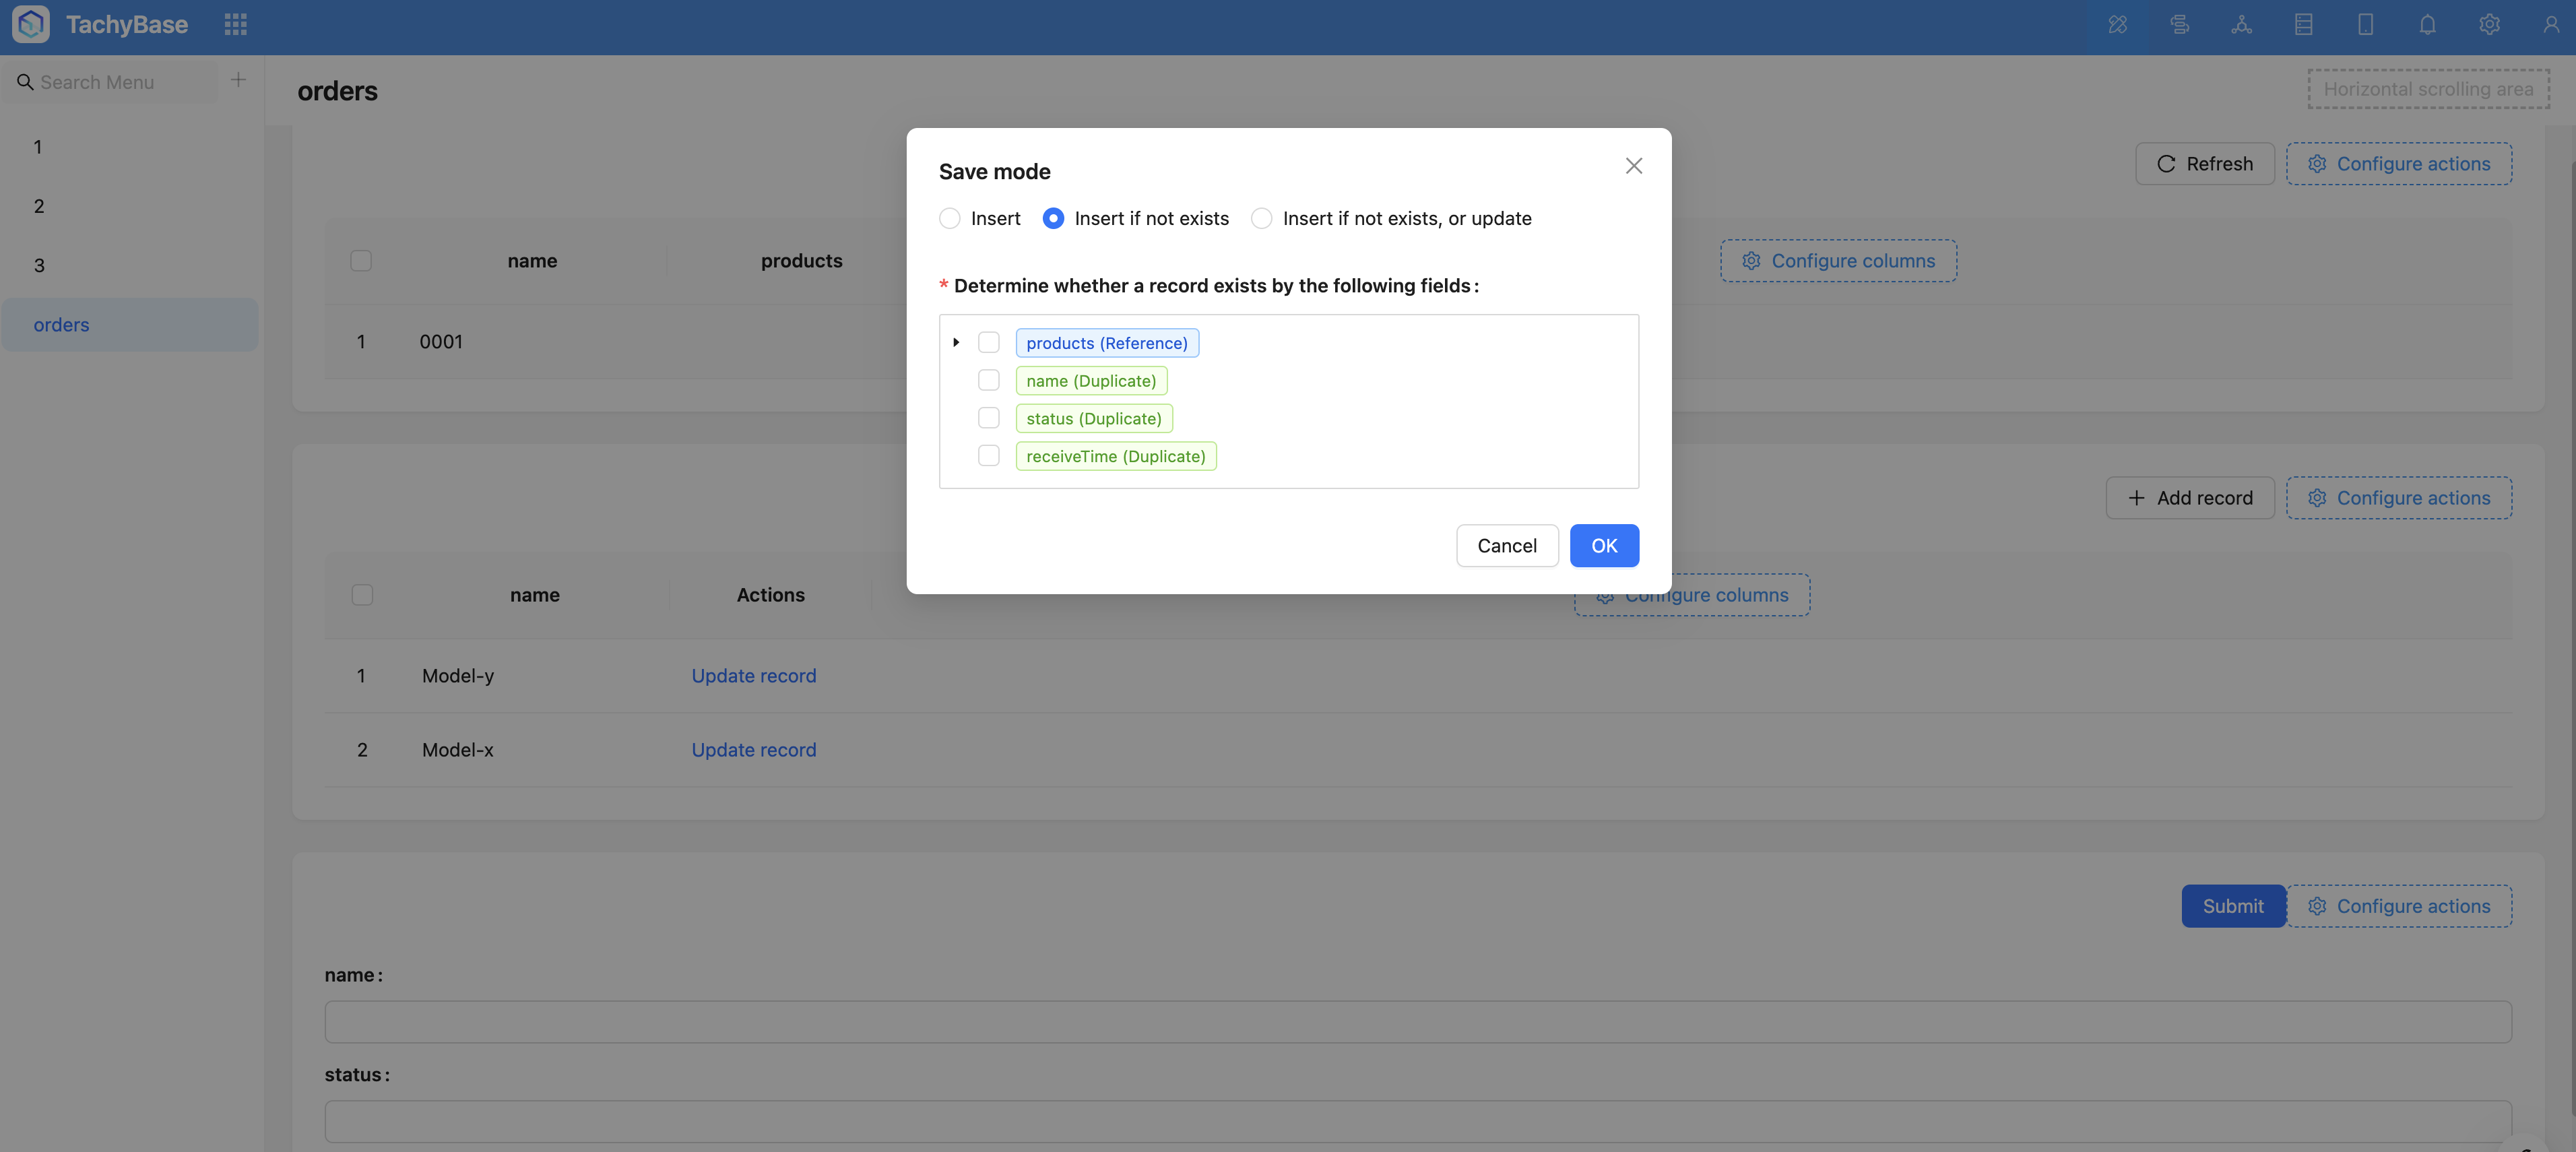 TachyBase
Search Menu
1
2
3
orders
orders
Horizontal scrolling area
Refresh
Configure actions
name
products
Configure columns
1
0001
Save mode
Insert
Insert if not exists
Insert if not exists, or update
* Determine whether a record exists by the following fields :
products (Reference)
name (Duplicate)
status (Duplicate)
receiveTime (Duplicate)
Cancel
OK
Add record
Configure actions
name
Actions
Configure columns
1
Model-y
Update record
2
Model-x
Update record
Submit
Configure actions
name :
status :